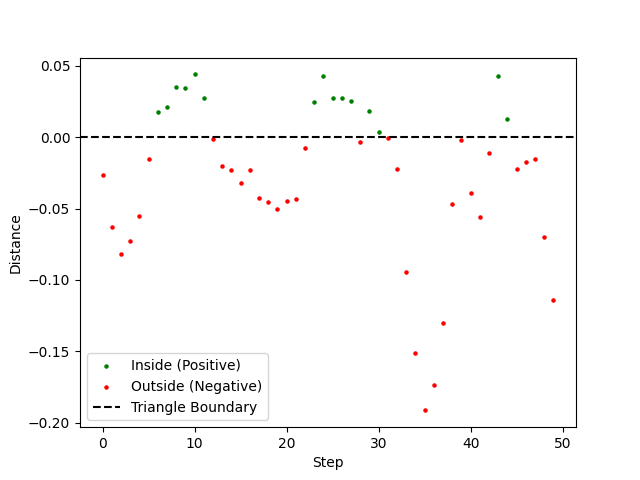 0.05
0.00
−0.05
−0.10
−0.15
−0.20
Distance
Inside (Positive)
Outside (Negative)
Triangle Boundary
0 10 20 30 40 50
Step